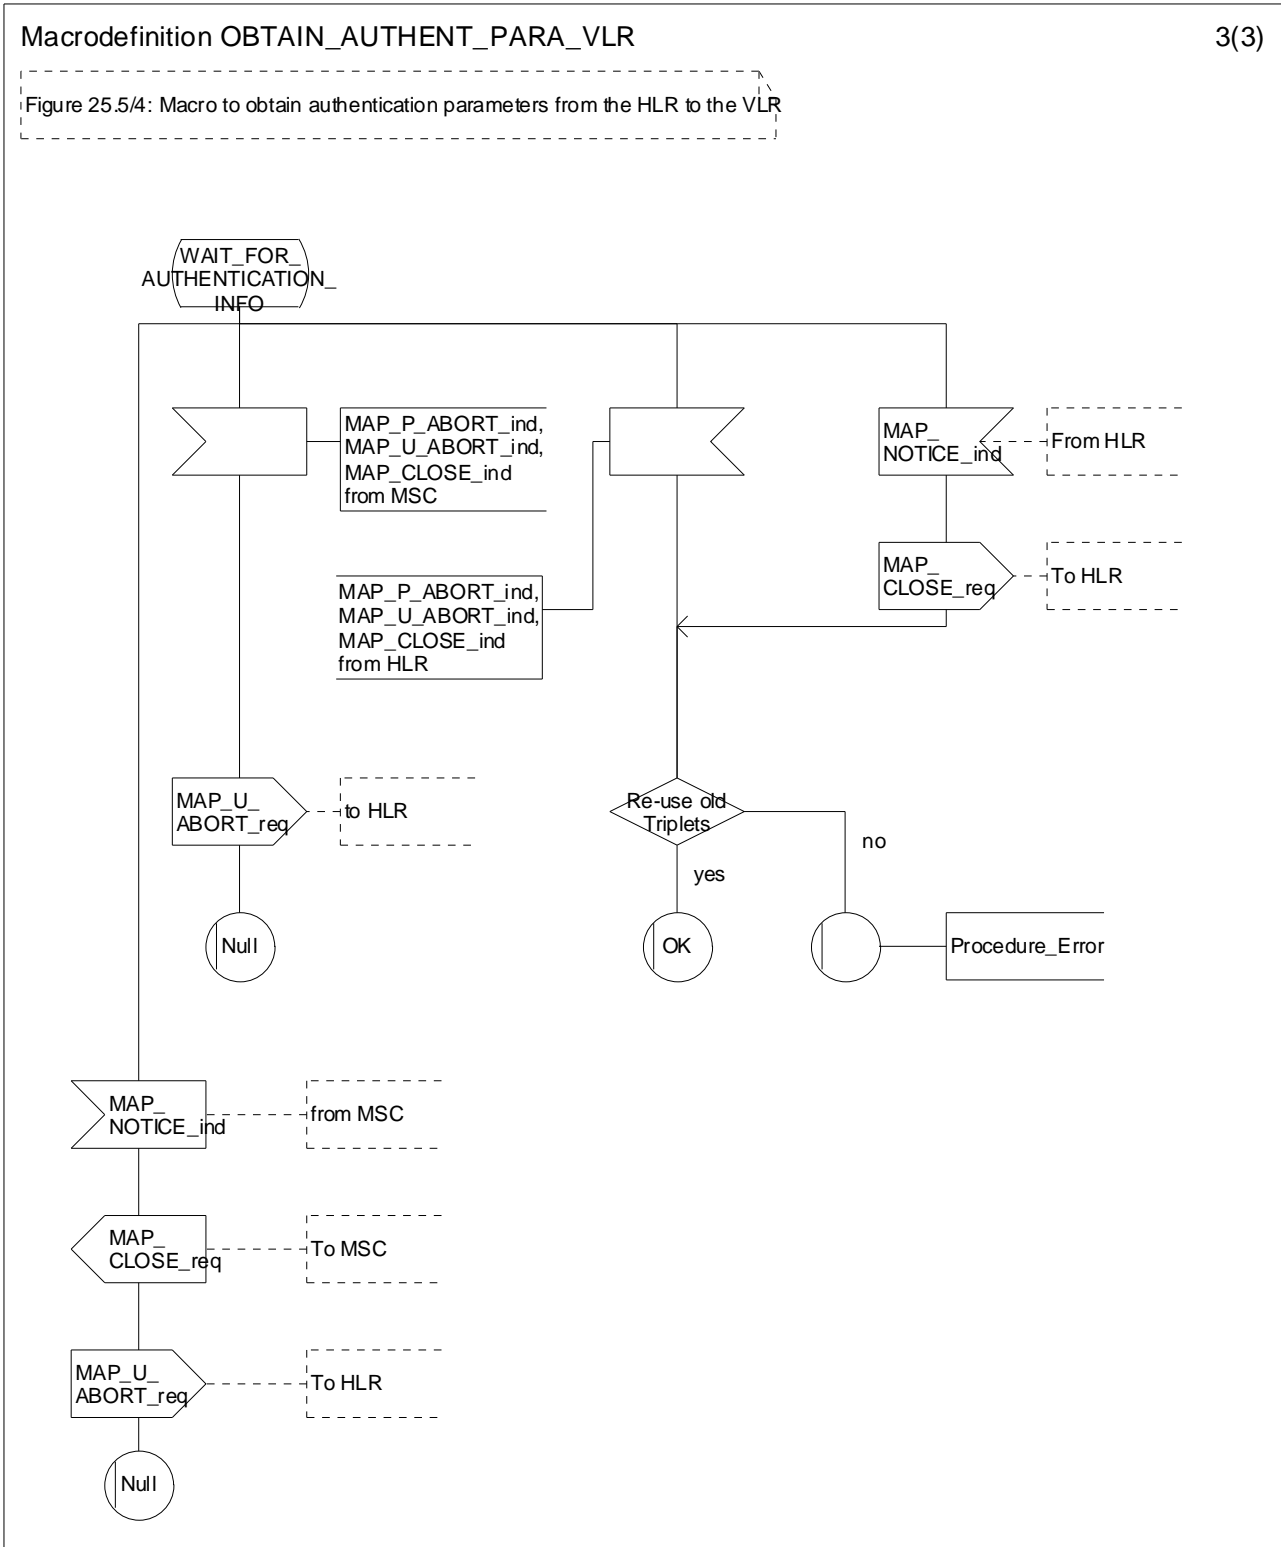 Macrodefinition OBTAIN_AUTHENT_PARA_VLR
3(3)
Figure 25.5/4: Macro to obtain authentication parameters from the HLR to the VLR
WAIT_FOR_
AUTHENTICATION_
INFO
MAP_P_ABORT_ind,
MAP_U_ABORT_ind,
MAP_CLOSE_ind
from MSC
MAP_
NOTICE_ind
From HLR
MAP_P_ABORT_ind,
MAP_U_ABORT_ind,
MAP_CLOSE_ind
from HLR
MAP_
CLOSE_req
To HLR
MAP_U_
ABORT_req
to HLR
Re-use old
Triplets
no
yes
Null
OK
Procedure_Error
MAP_
NOTICE_ind
from MSC
MAP_
CLOSE_req
To MSC
MAP_U_
ABORT_req
To HLR
Null